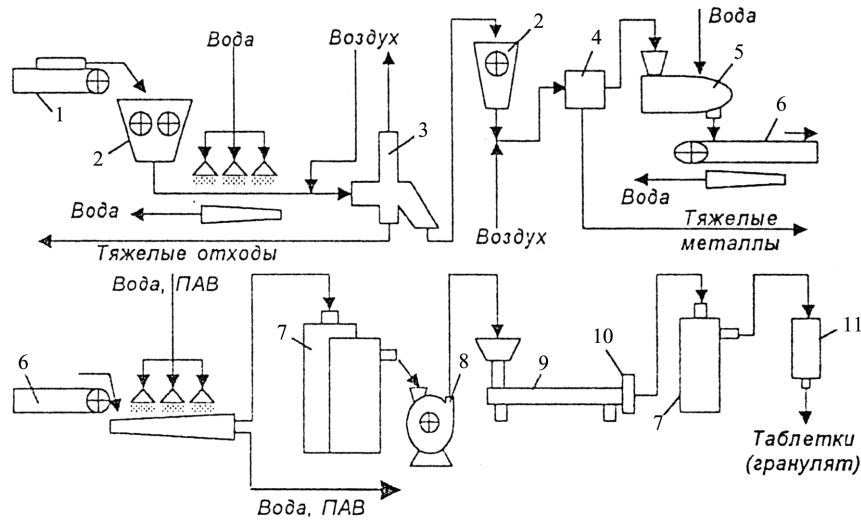 Вода
Воздух
2
4
Вода
5
1
2
3
6
Вода
Вода
Воздух
Тяжелые
металлы
Тяжелые отходы
Вода, ПАВ
6
7
8
9
10
7
11
Таблетки
(гранулят)
Вода, ПАВ